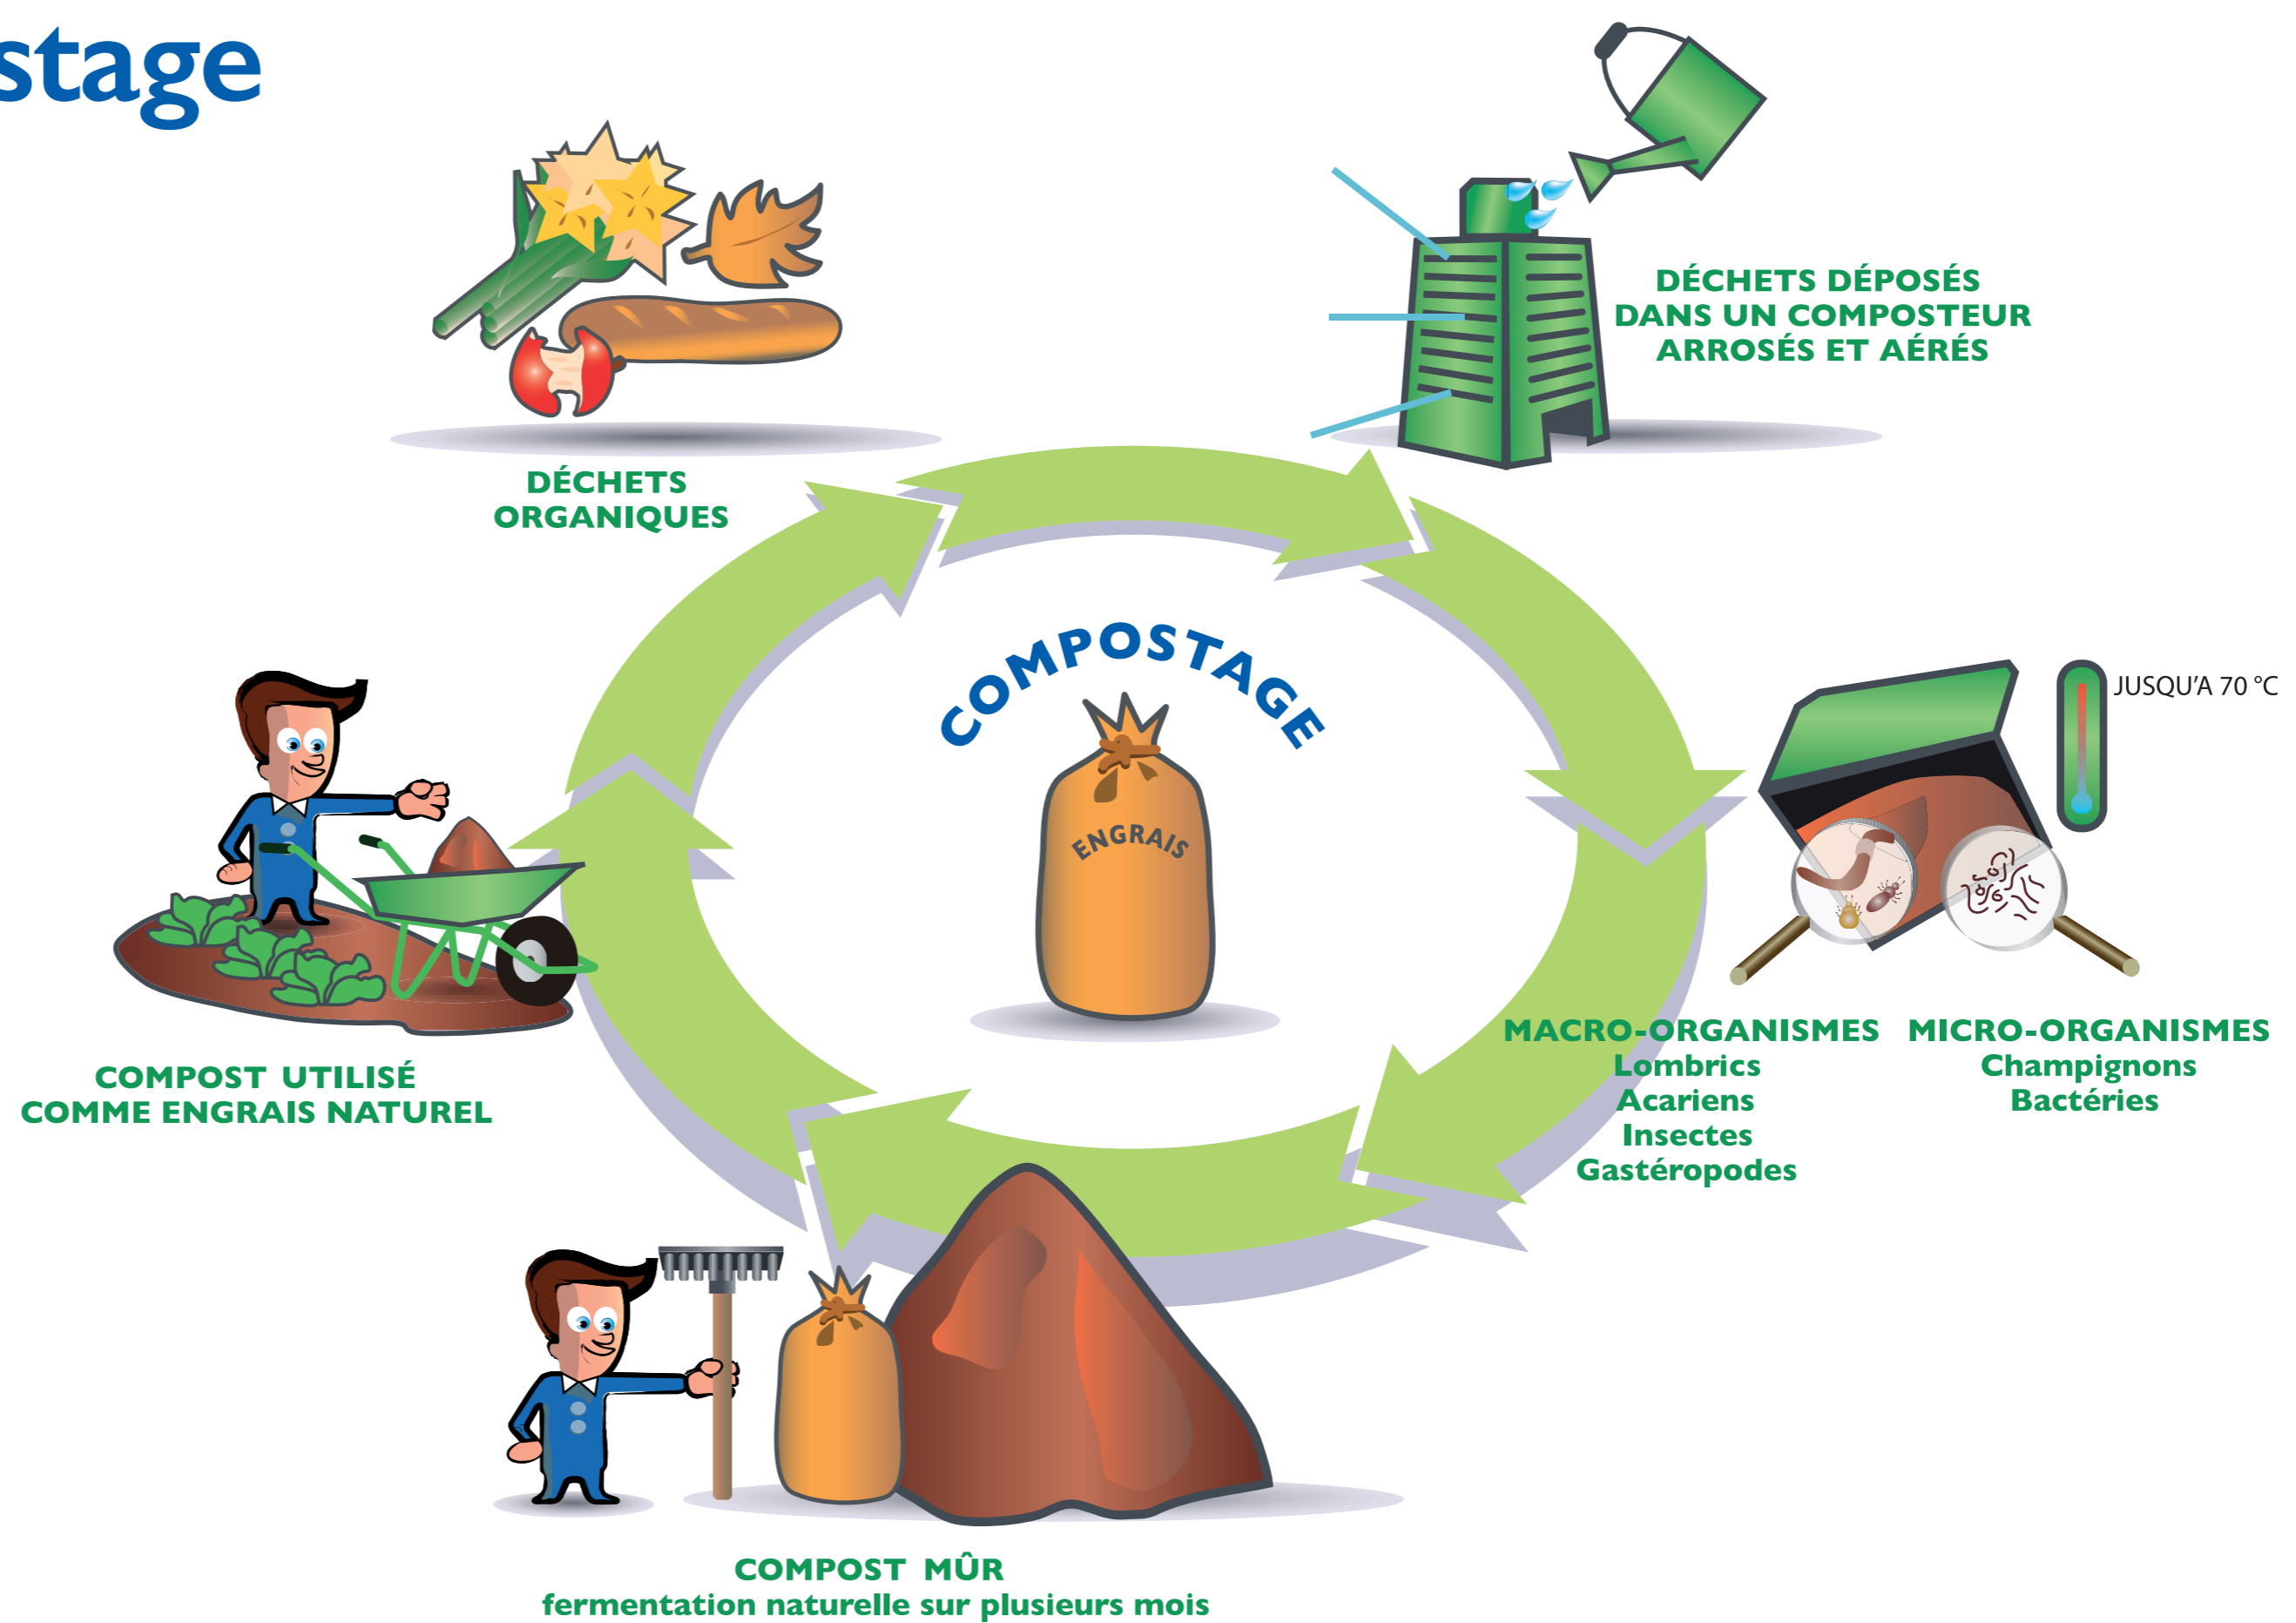 stage
DÉCHETS DÉPOSÉS
DANS UN COMPOSTEUR
ARROSÉS ET AÉRÉS
DÉCHETS
ORGANIQUES
COMPOSTAGE
ENGRAIS
JUSQU'A 70 °C
MACRO-ORGANISMES
Lombrics
Acariens
Insectes
Gastéropodes
MICRO-ORGANISMES
Champignons
Bactéries
COMPOST UTILISÉ
COMME ENGRAIS NATUREL
COMPOST MÛR
fermentation naturelle sur plusieurs mois